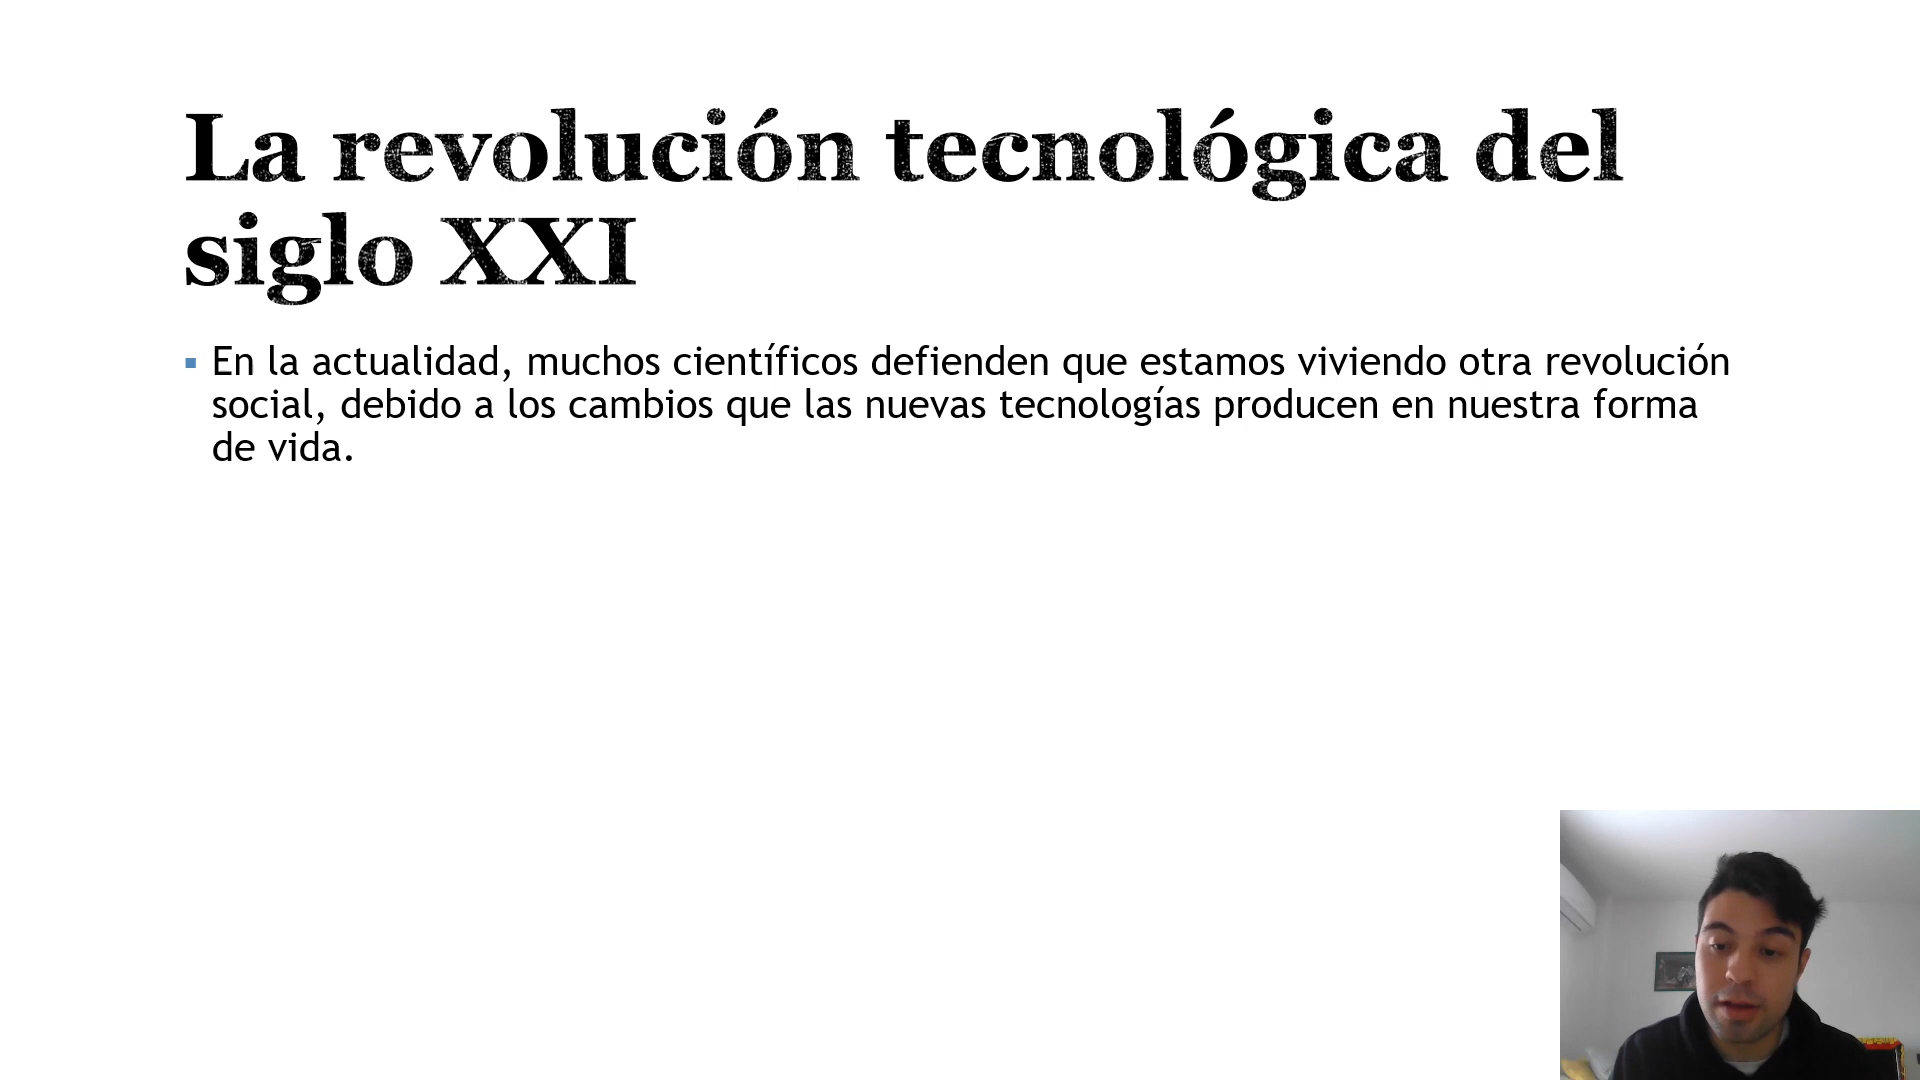 La revolución tecnológica del
siglo XXI
En la actualidad, muchos científicos defienden que estamos viviendo otra revolución
social, debido a los cambios que las nuevas tecnologías producen en nuestra forma
de vida.